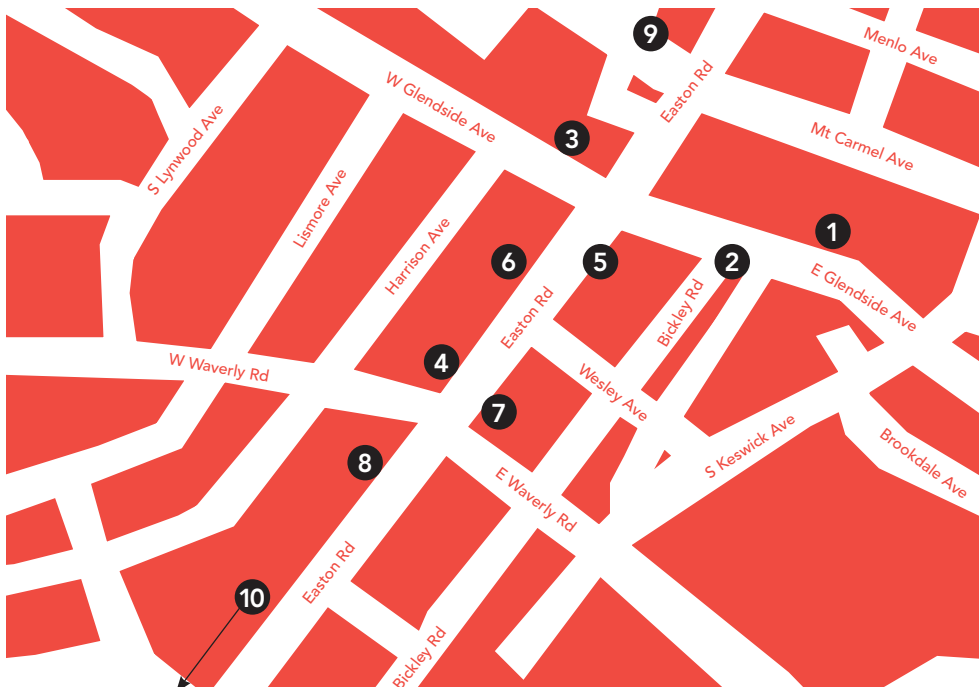 9
Menlo Ave
Easton Rd
W Glendside Ave
3
Mt Carmel Ave
S Lynwood Ave
Lismore Ave
Harrison Ave
1
6
5
2
E Glendside Ave
Easton Rd
Bickley Rd
W Waverly Rd
4
Wesley Ave
7
S Keswick Ave
Brookdale Ave
8
E Waverly Rd
Easton Rd
10
Bickley Rd